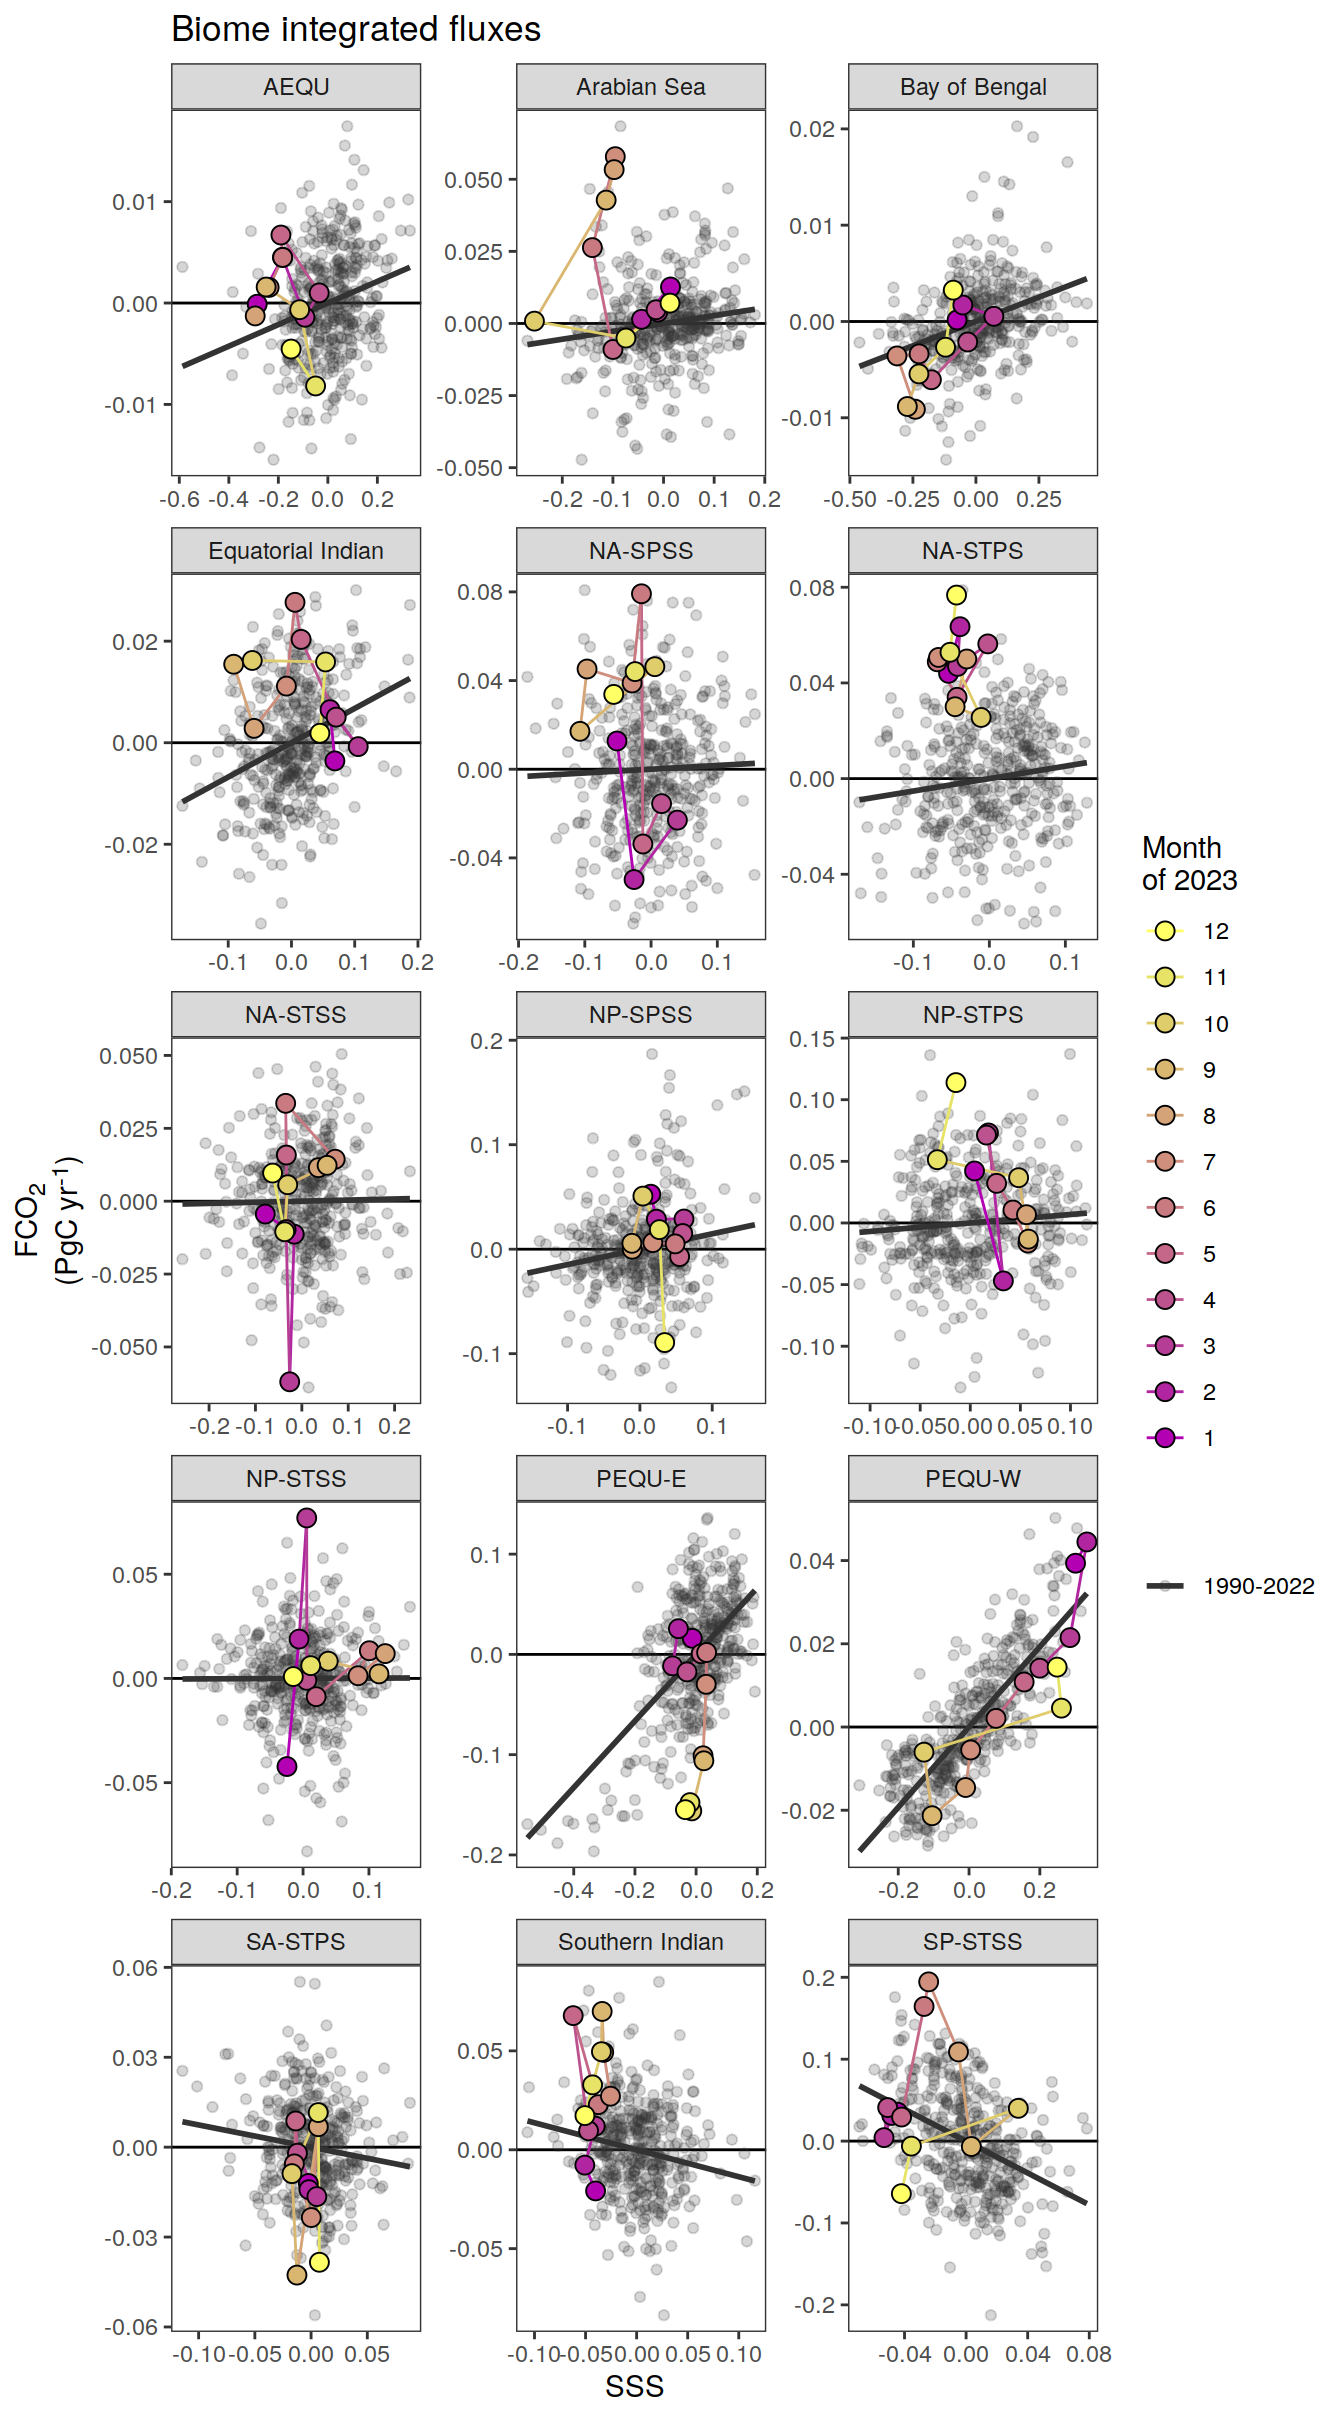 Biome integrated fluxes
AEQU
Arabian Sea
Bay of Bengal
0.01
0.00
-0.01
0.050
0.025
0.000
-0.025
-0.050
0.02
0.01
0.00
-0.01
-0.6 -0.4 -0.2 0.0 0.2
-0.2 -0.1 0.0 0.1 0.2
-0.50 -0.25 0.00 0.25
Equatorial Indian
NA-SPSS
NA-STPS
0.02
0.00
-0.02
0.08
0.04
0.00
-0.04
0.08
0.04
0.00
-0.04
-0.1 0.0 0.1 0.2
-0.2 -0.1 0.0 0.1
-0.1 0.0 0.1
NA-STSS
NP-SPSS
NP-STPS
0.050
0.025
0.000
-0.025
-0.050
0.2
0.1
0.0
-0.1
0.15
0.10
0.05
0.00
-0.05
-0.10
-0.2 -0.1 0.0 0.1 0.2
-0.1 0.0 0.1
-0.10 -0.05 0.00 0.05 0.10
NP-STSS
PEQU-E
PEQU-W
0.05
0.00
-0.05
0.1
0.0
-0.1
-0.2
0.04
0.02
0.00
-0.02
-0.2 -0.1 0.0 0.1
-0.4 -0.2 0.0 0.2
-0.2 0.0 0.2
SA-STPS
Southern Indian
SP-STSS
0.06
0.03
0.00
-0.03
-0.06
0.05
0.00
-0.05
0.2
0.1
0.0
-0.1
-0.2
-0.10 -0.05 0.00 0.05
-0.10 -0.05 0.00 0.05 0.10
-0.04 0.00 0.04 0.08
SSS
FCO2
(PgC yr-1)
Month
of 2023
12
11
10
9
8
7
6
5
4
3
2
1
1990-2022